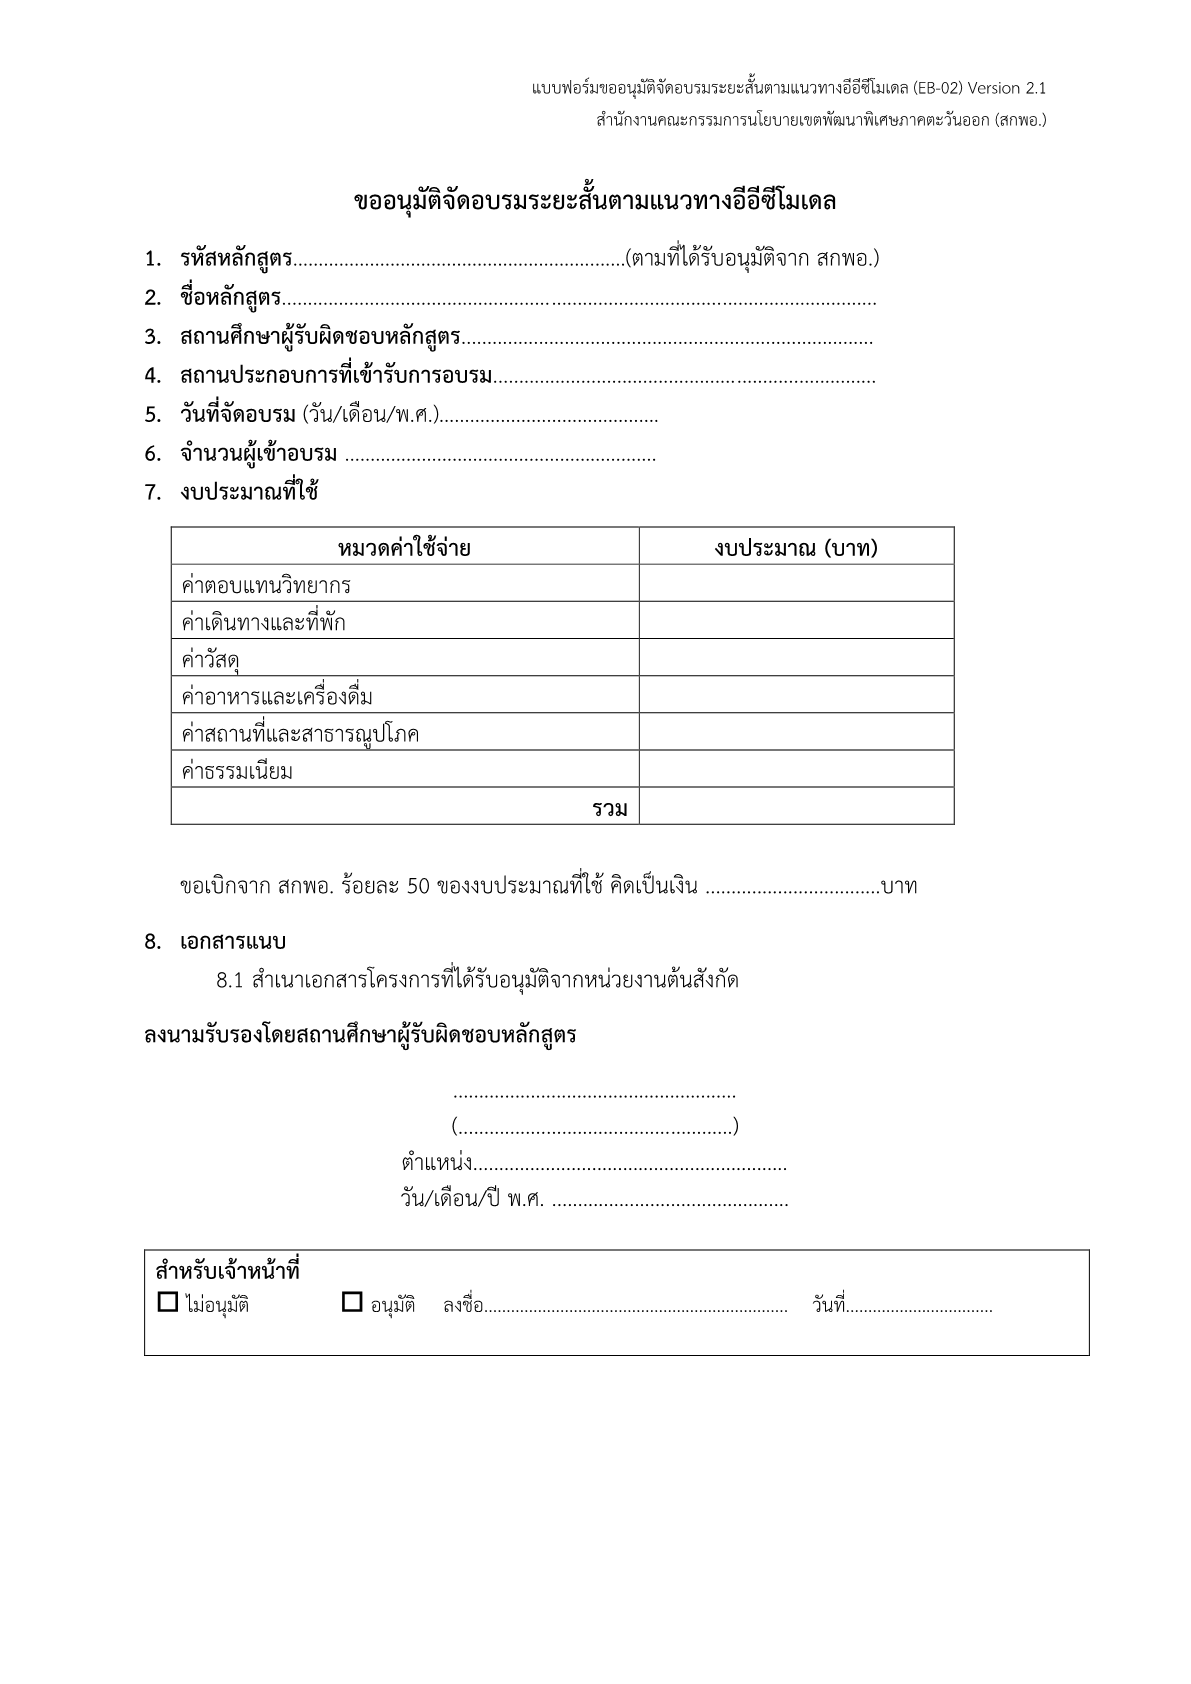 แบบฟอร์มขออนุมัติจัดอบรมระยะสั้นตามแนวทางอีอีซีโมเดล (EB-02) Version 2.1
สำนักงานคณะกรรมการนโยบายเขตพัฒนาพิเศษภาคตะวันออก (สกพอ.)
ขออนุมัติจัดอบรมระยะสั้นตามแนวทางอีอีซีโมเดล
1. รหัสหลักสูตร.................................................................(ตามที่ได้รับอนุมัติจาก สกพอ.)
2. ชื่อหลักสูตร....................................................................................................................
3. สถานศึกษาผู้รับผิดชอบหลักสูตร................................................................................
4. สถานประกอบการที่เข้ารับการอบรม..........................................................................
5. วันที่จัดอบรม (วัน/เดือน/พ.ศ.)...........................................
6. จำนวนผู้เข้าอบรม .............................................................
7. งบประมาณที่ใช้
หมวดค่าใช้จ่าย งบประมาณ (บาท)
ค่าตอบแทนวิทยากร
ค่าเดินทางและที่พัก
ค่าวัสดุ
ค่าอาหารและเครื่องดื่ม
ค่าสถานที่และสาธารณูปโภค
ค่าธรรมเนียม
รวม
ขอเบิกจาก สกพอ. ร้อยละ 50 ของงบประมาณที่ใช้ คิดเป็นเงิน ..................................บาท
8. เอกสารแนบ
8.1 สำเนาเอกสารโครงการที่ได้รับอนุมัติจากหน่วยงานต้นสังกัด
ลงนามรับรองโดยสถานศึกษาผู้รับผิดชอบหลักสูตร
.......................................................
(.....................................................)
ตำแหน่ง.............................................................
วัน/เดือน/ปี พ.ศ. ..............................................
สำหรับเจ้าหน้าที่
☐ ไม่อนุมัติ ☐ อนุมัติ ลงชื่อ.................................................................... วันที่.................................